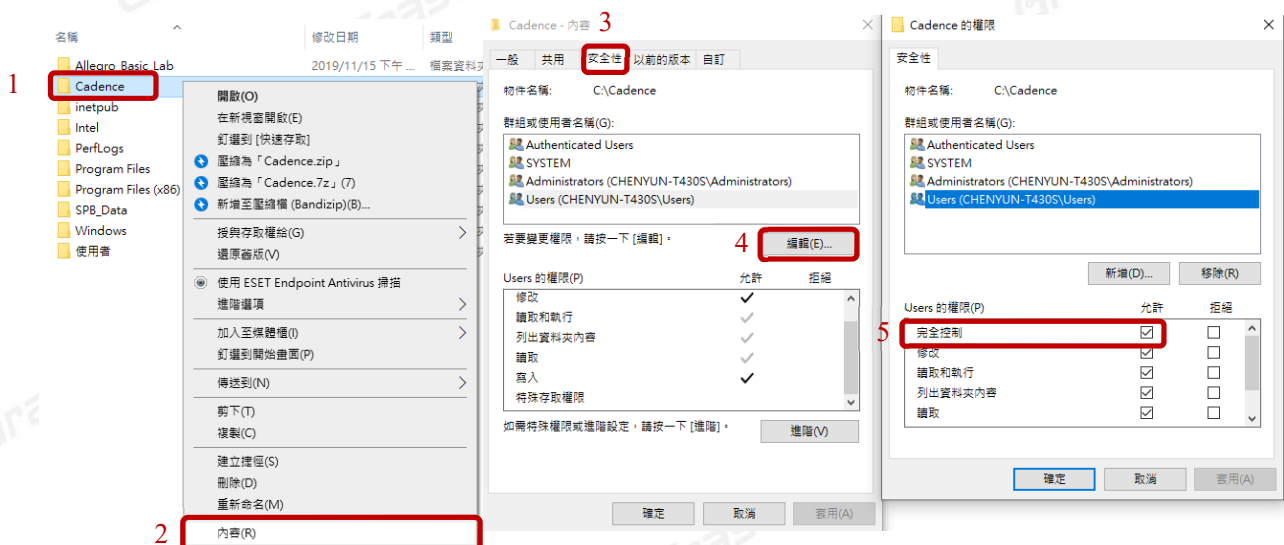 名稱
修改日期
類型
Allegro_Basic_Lab
2019/11/15 下午 ...
檔案資料夾
1
Cadence
inetpub
Intel
PerfLogs
Program Files
Program Files (x86)
SPB_Data
Windows
使用者
開啟(O)
在新視窗開啟(E)
釘選到 [快速存取]
壓縮為「Cadence.zip」
壓縮為「Cadence.7z」(7)
新增至壓縮檔 (Bandizip)(B)...
授與存取權給(G)
還原舊版(V)
使用 ESET Endpoint Antivirus 掃描
進階選項
加入至媒體櫃(I)
釘選到開始畫面(P)
傳送到(N)
剪下(T)
複製(C)
建立捷徑(S)
刪除(D)
重新命名(M)
2
內容(R)
Cadence - 內容
3
一般
共用
安全性
以前的版本
自訂
物件名稱:
C:\Cadence
群組或使用者名稱(G):
Authenticated Users
SYSTEM
Administrators (CHENYUN-T430S\Administrators)
Users (CHENYUN-T430S\Users)
若要變更權限，請按一下 [編輯]。
4
編輯(E)...
Users 的權限(P)
允許
拒絕
修改
讀取和執行
列出資料夾內容
讀取
寫入
特殊存取權限
如需特殊權限或進階設定，請按一下 [進階]。
進階(V)
確定
取消
套用(A)
Cadence 的權限
安全性
物件名稱:
C:\Cadence
群組或使用者名稱(G):
Authenticated Users
SYSTEM
Administrators (CHENYUN-T430S\Administrators)
Users (CHENYUN-T430S\Users)
新增(D)...
移除(R)
Users 的權限(P)
允許
拒絕
5
完全控制
修改
讀取和執行
列出資料夾內容
讀取
確定
取消
套用(A)